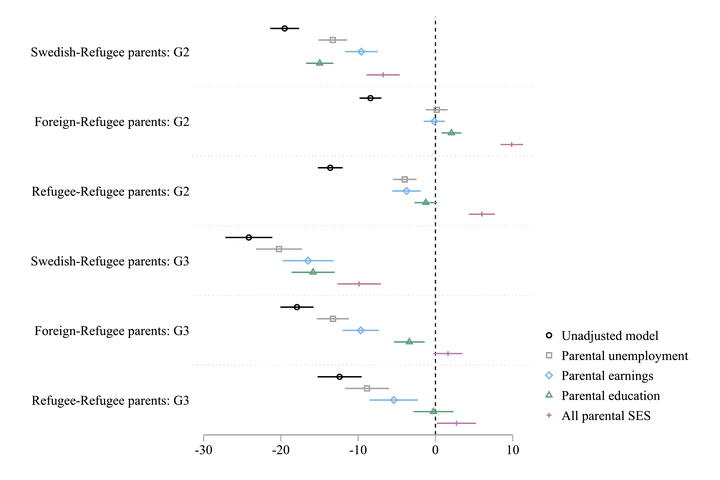 Swedish-Refugee parents: G2
Foreign-Refugee parents: G2
Refugee-Refugee parents: G2
Swedish-Refugee parents: G3
Foreign-Refugee parents: G3
Refugee-Refugee parents: G3
Unadjusted model
Parental unemployment
Parental earnings
Parental education
All parental SES
-30 -20 -10 0 10